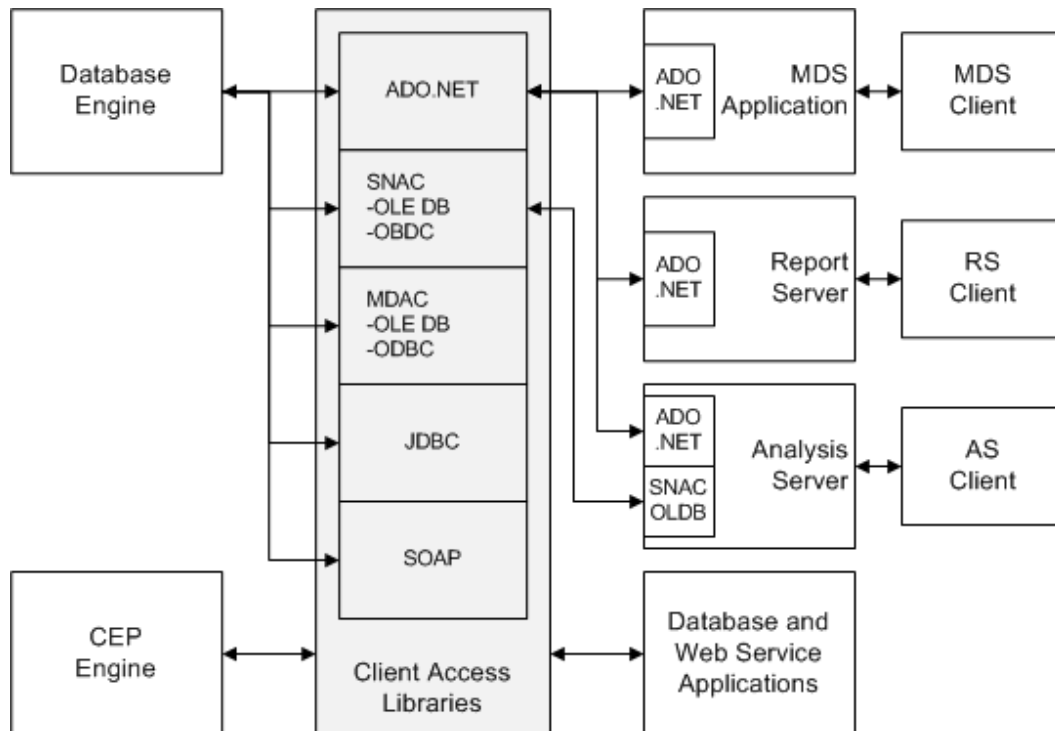 Database
Engine
ADO.NET
SNAC
-OLE DB
-OBDC
MDAC
-OLE DB
-ODBC
JDBC
SOAP
Client Access
Libraries
CEP
Engine
ADO
.NET
MDS
Application
MDS
Client
ADO
.NET
Report
Server
RS
Client
ADO
.NET
SNAC
OLDB
Analysis
Server
AS
Client
Database and
Web Service
Applications